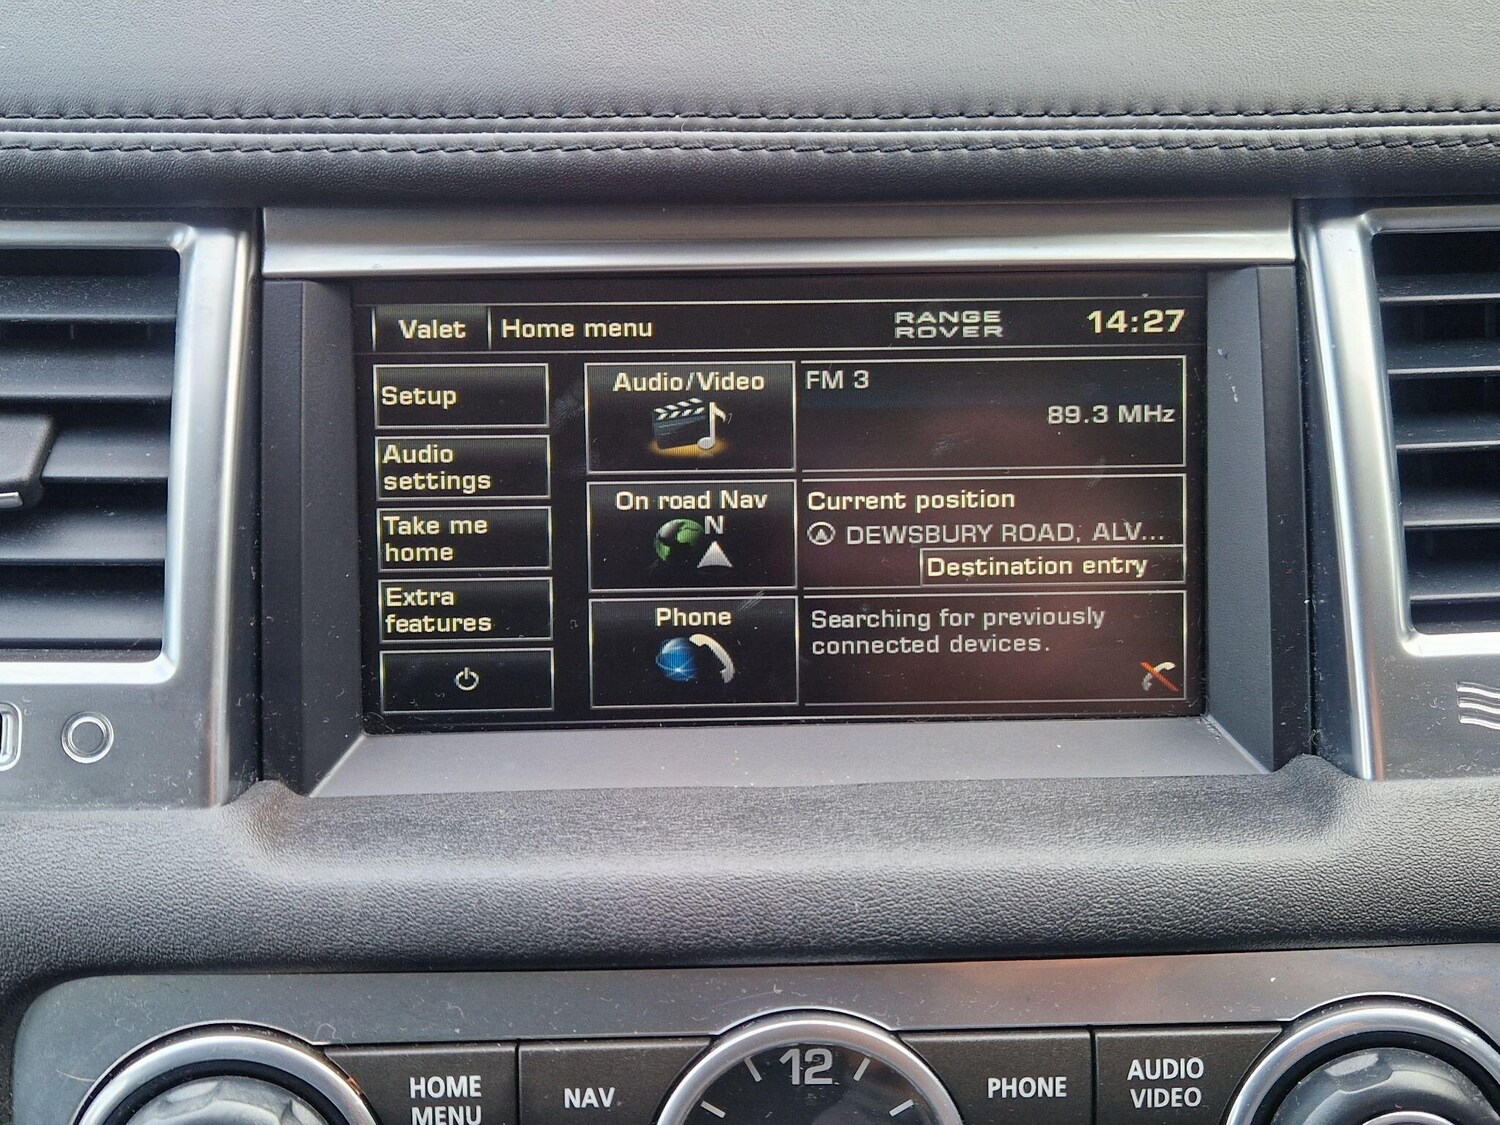 Valet
Home menu
RANGE
ROVER
14:27
Setup
Audio
settings
Take me
home
Extra
features
Audio/Video
FM 3
89.3 MHz
On road Nav
N
Current position
DEWSBURY ROAD, ALV...
Destination entry
Phone
Searching for previously
connected devices.
HOME
MENU
NAV
12
PHONE
AUDIO
VIDEO